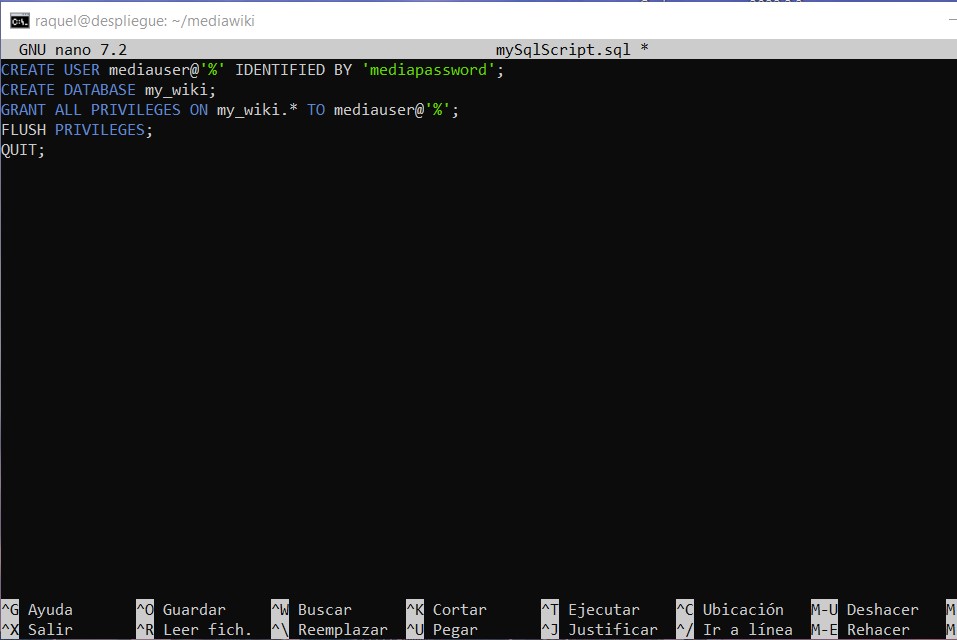 raquel@despliegue: ~/mediawiki
GNU nano 7.2 mySqlScript.sql *
CREATE USER mediauser@'%' IDENTIFIED BY 'mediapassword';
CREATE DATABASE my_wiki;
GRANT ALL PRIVILEGES ON my_wiki.* TO mediauser@'%';
FLUSH PRIVILEGES;
QUIT;
^G Ayuda ^O Guardar ^W Buscar ^K Cortar ^T Ejecutar ^C Ubicación M-U Deshacer M
^X Salir ^R Leer fich. ^\ Reemplazar ^U Pegar ^J Justificar ^/ Ir a línea M-E Rehacer M